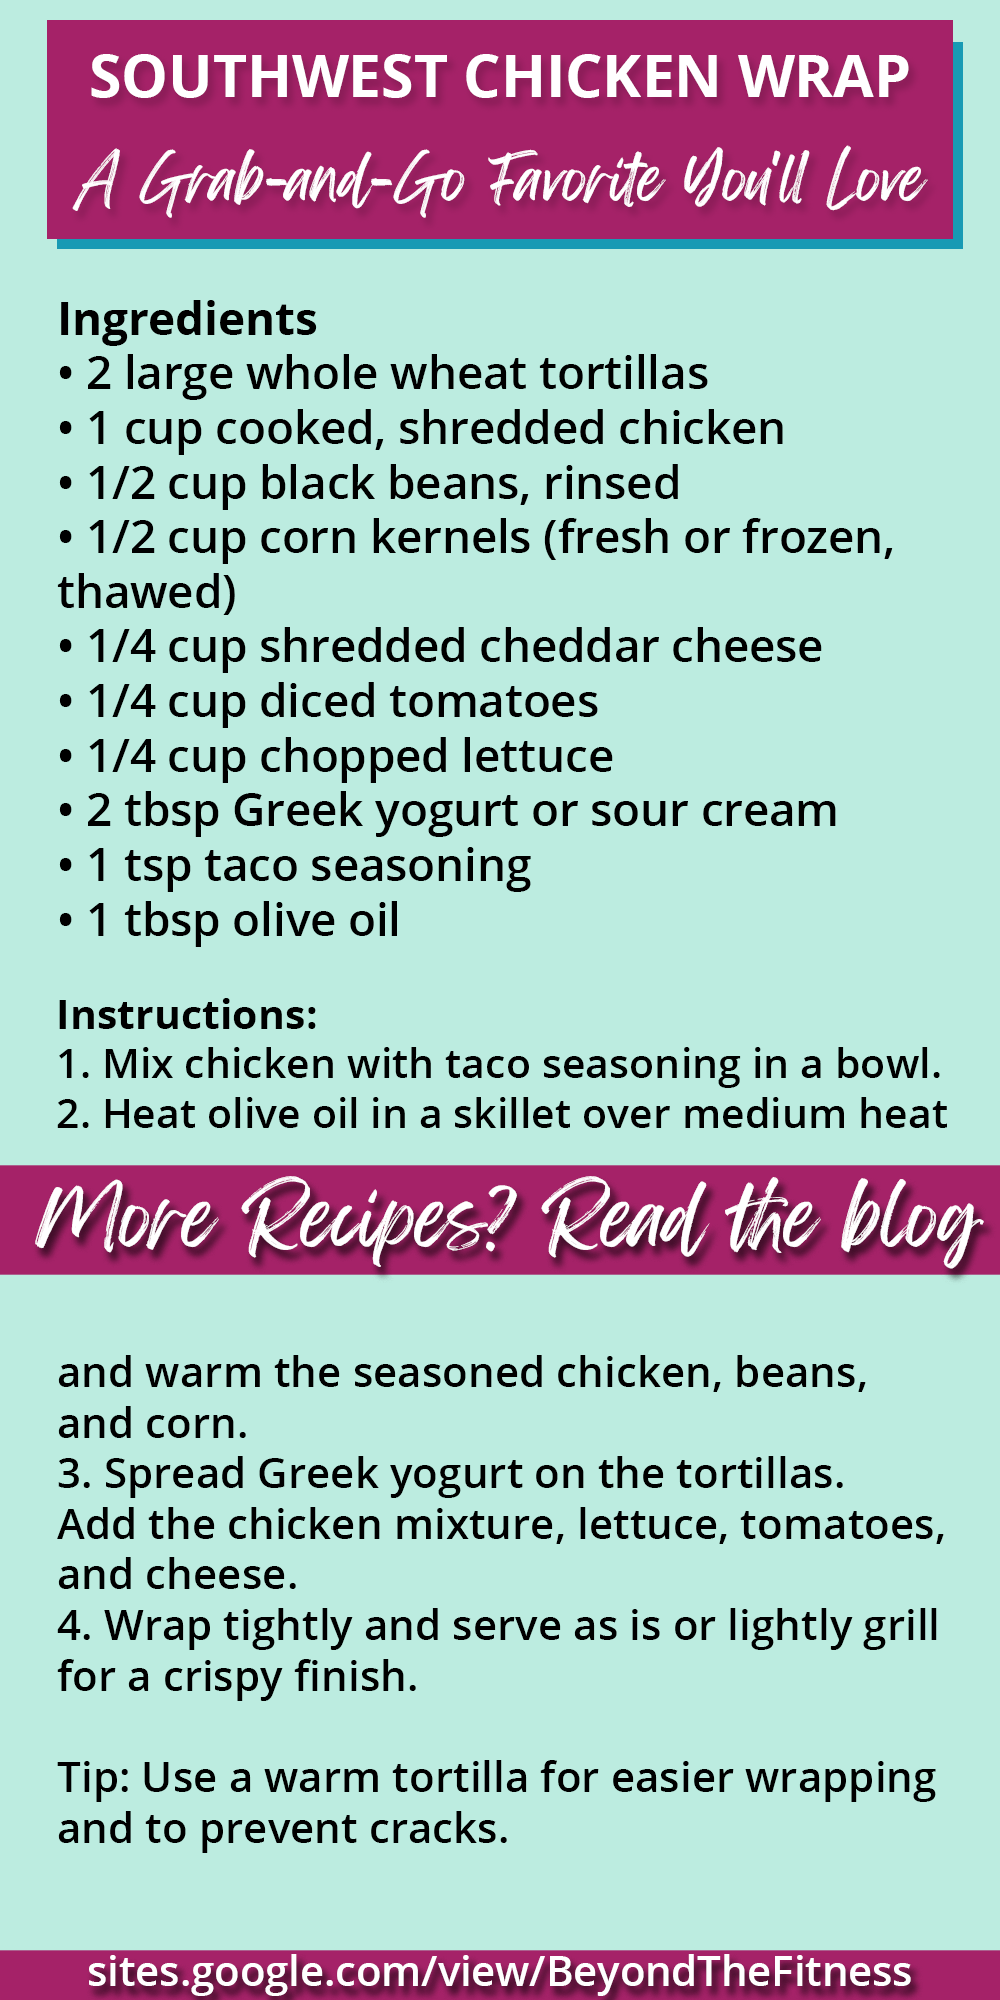 SOUTHWEST CHICKEN WRAP
A Grab-and-Go Favorite You'll Love
Ingredients
• 2 large whole wheat tortillas
• 1 cup cooked, shredded chicken
• 1/2 cup black beans, rinsed
• 1/2 cup corn kernels (fresh or frozen,
thawed)
• 1/4 cup shredded cheddar cheese
• 1/4 cup diced tomatoes
• 1/4 cup chopped lettuce
• 2 tbsp Greek yogurt or sour cream
• 1 tsp taco seasoning
• 1 tbsp olive oil
Instructions:
1. Mix chicken with taco seasoning in a bowl.
2. Heat olive oil in a skillet over medium heat
More Recipes? Read the blog
and warm the seasoned chicken, beans,
and corn.
3. Spread Greek yogurt on the tortillas.
Add the chicken mixture, lettuce, tomatoes,
and cheese.
4. Wrap tightly and serve as is or lightly grill
for a crispy finish.
Tip: Use a warm tortilla for easier wrapping
and to prevent cracks.
sites.google.com/view/BeyondTheFitness